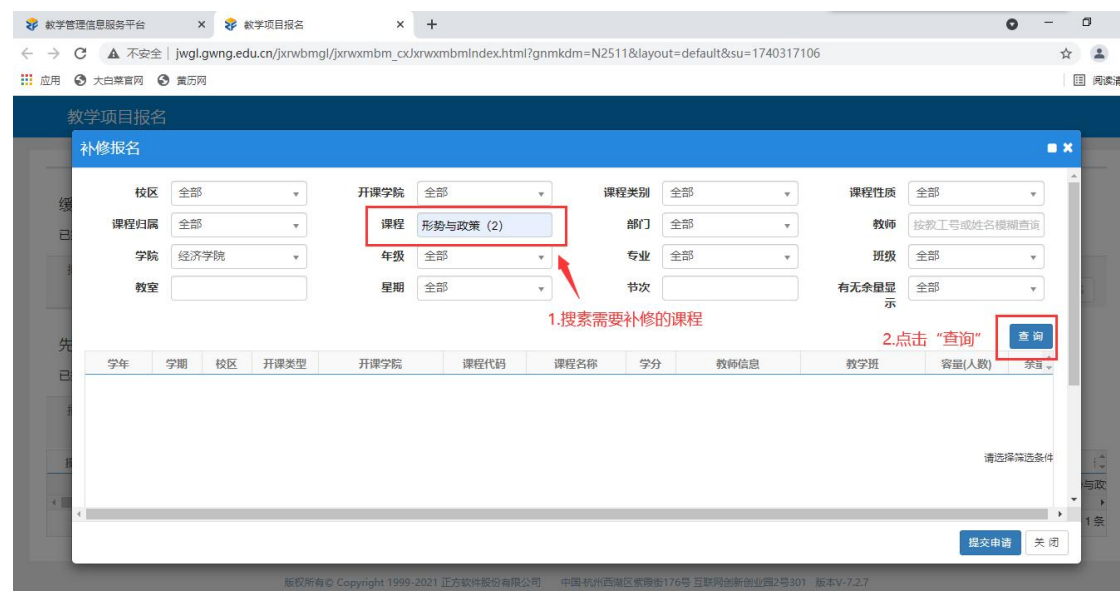 教学管理信息服务平台 × 教学项目报名 × +
不安全 | jwgl.gwng.edu.cn/jxrwbmgl/jxrwxmbm_cxJxrwxmbmIndex.html?gnmkdm=N2511&layout=default&su=1740317106
应用 大白菜官网 黄历网 阅读清
教学项目报名
补修报名
校区 全部 开课学院 全部 课程类别 全部 课程性质 全部
课程归属 全部 课程 形势与政策（2） 部门 全部 教师 按教工号或姓名模糊查询
学院 经济学院 年级 全部 专业 全部 班级 全部
教室 星期 全部 节次 有无余量显示 全部
1.搜素需要补修的课程
2.点击“查询” 查 询
学年 学期 校区 开课类型 开课学院 课程代码 课程名称 学分 教师信息 教学班 容量(人数) 余量
请选择筛选条件
缓
已
先
已
与政
1 条
提交申请 关 闭
版权所有© Copyright 1999-2021 正方软件股份有限公司 中国·杭州西湖区紫霞街176号 互联网创新创业园2号301 版本V-7.2.7